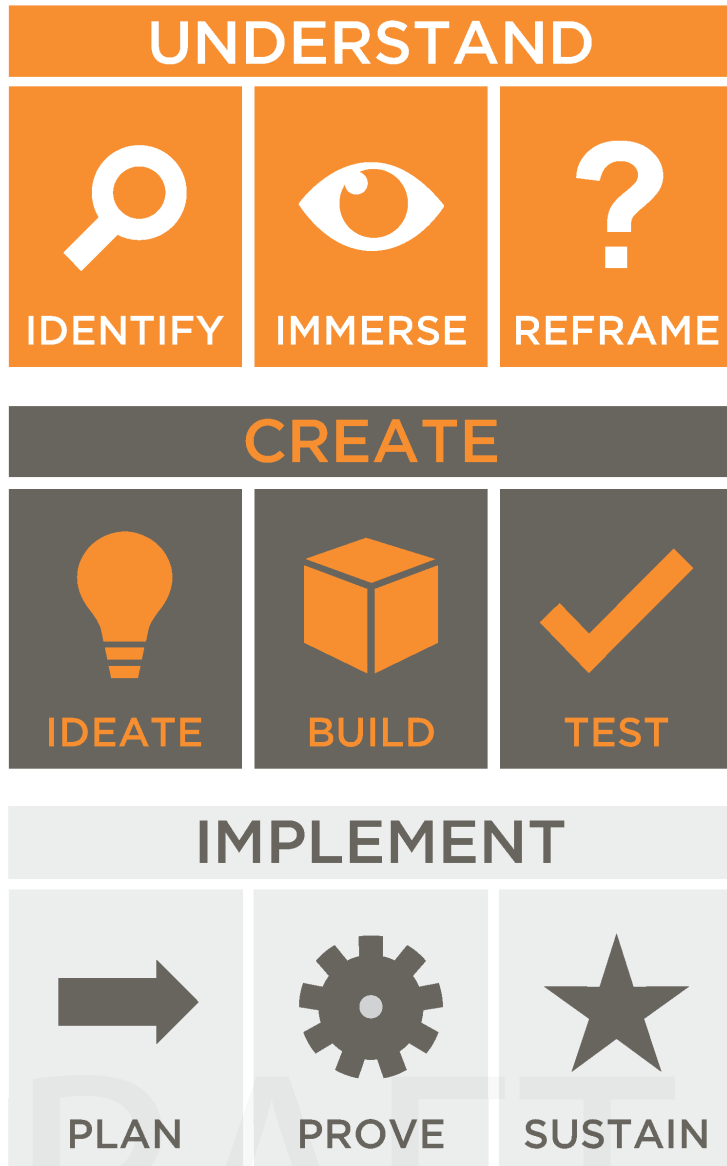 UNDERSTAND
IDENTIFY IMMERSE REFRAME
CREATE
IDEATE BUILD TEST
IMPLEMENT
PLAN PROVE SUSTAIN